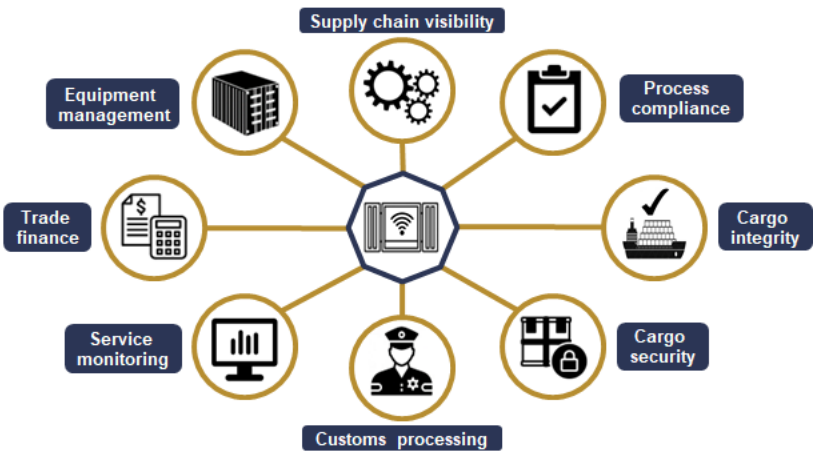 Supply chain visibility
Equipment
management
Process
compliance
Trade
finance
$
Cargo
integrity
Service
monitoring
Cargo
security
Customs processing